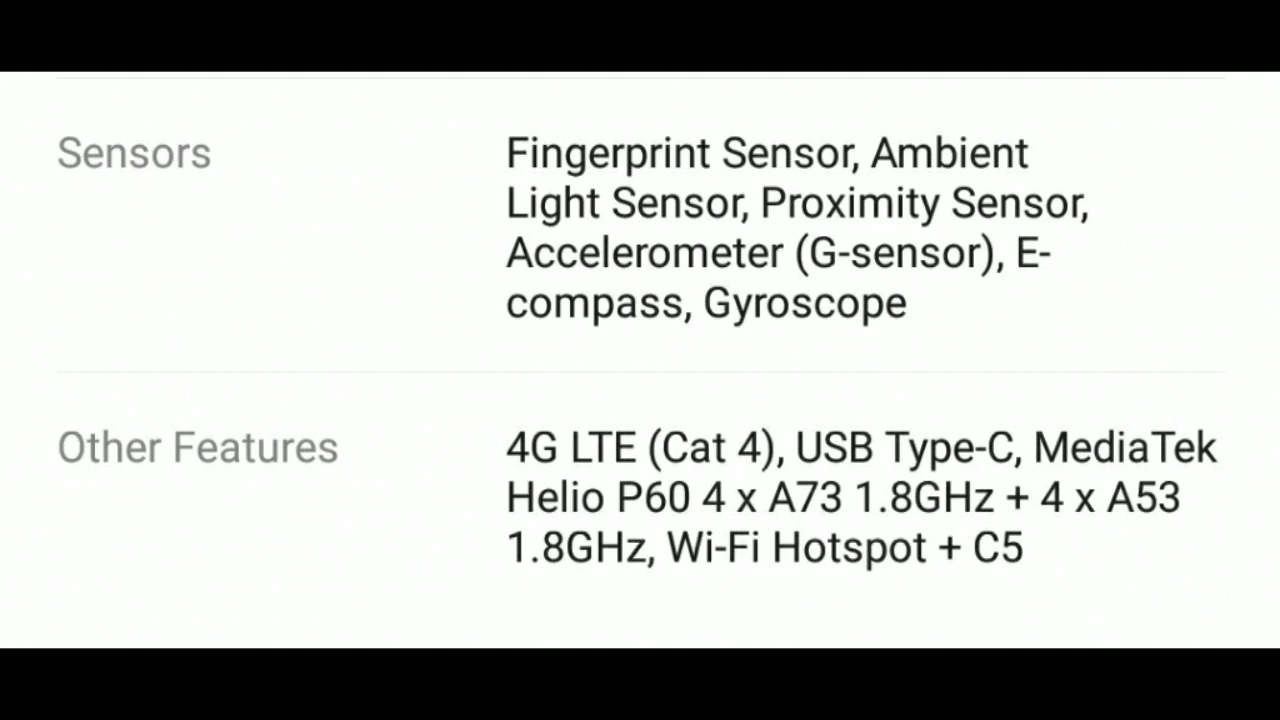 Sensors
Fingerprint Sensor, Ambient
Light Sensor, Proximity Sensor,
Accelerometer (G-sensor), E-
compass, Gyroscope
Other Features
4G LTE (Cat 4), USB Type-C, MediaTek
Helio P60 4 x A73 1.8GHz + 4 x A53
1.8GHz, Wi-Fi Hotspot + C5